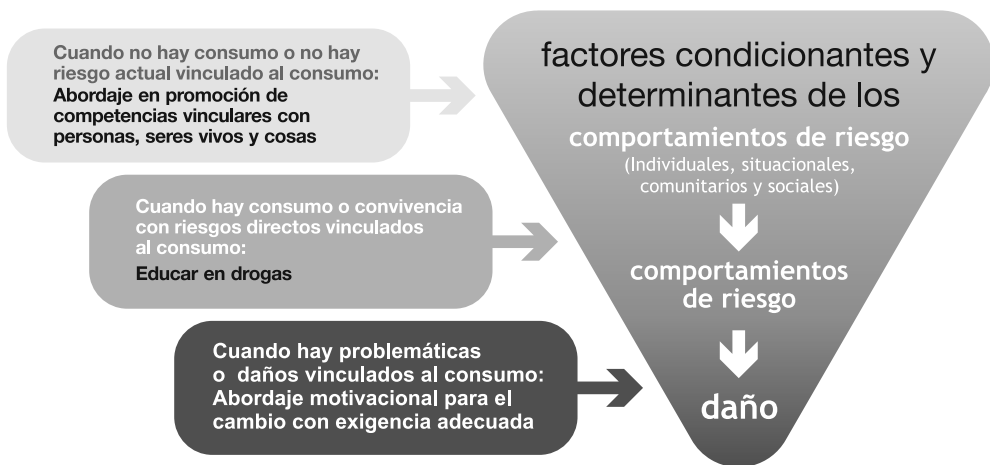 Cuando no hay consumo o no hay
riesgo actual vinculado al consumo:
Abordaje en promoción de
competencias vinculares con
personas, seres vivos y cosas
Cuando hay consumo o convivencia
con riesgos directos vinculados
al consumo:
Educar en drogas
Cuando hay problemáticas
o daños vinculados al consumo:
Abordaje motivacional para el
cambio con exigencia adecuada
factores condicionantes y
determinantes de los
comportamientos de riesgo
(Individuales, situacionales,
comunitarios y sociales)
comportamientos
de riesgo
daño